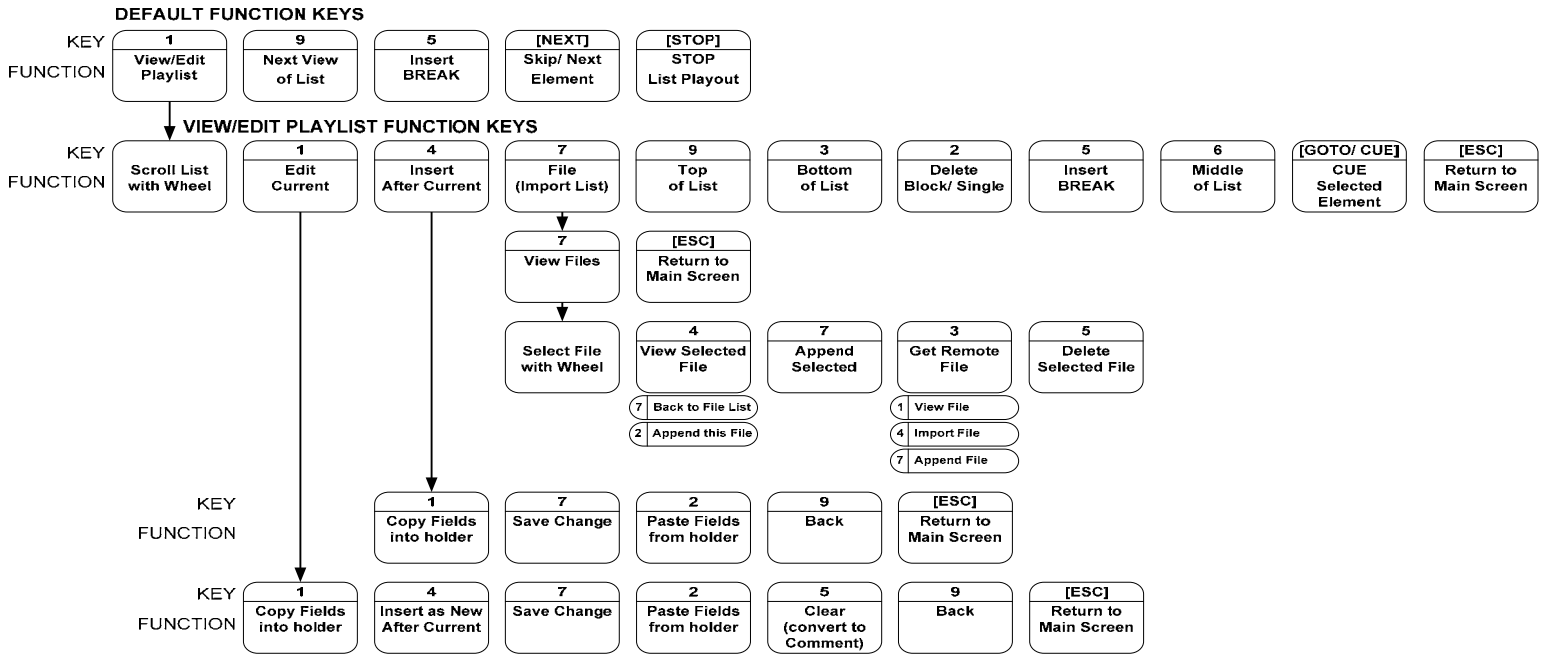 DEFAULT FUNCTION KEYS
KEY
FUNCTION
1
View/Edit
Playlist
9
Next View
of List
5
Insert
BREAK
[NEXT]
Skip/ Next
Element
[STOP]
STOP
List Playout
VIEW/EDIT PLAYLIST FUNCTION KEYS
KEY
FUNCTION
Scroll List
with Wheel
1
Edit
Current
4
Insert
After Current
7
File
(Import List)
9
Top
of List
3
Bottom
of List
2
Delete
Block/ Single
5
Insert
BREAK
6
Middle
of List
[GOTO/ CUE]
CUE
Selected
Element
[ESC]
Return to
Main Screen
7
View Files
[ESC]
Return to
Main Screen
Select File
with Wheel
4
View Selected
File
7
Append
Selected
3
Get Remote
File
5
Delete
Selected File
7 Back to File List
2 Append this File
1 View File
4 Import File
7 Append File
KEY
FUNCTION
1
Copy Fields
into holder
7
Save Change
2
Paste Fields
from holder
9
Back
[ESC]
Return to
Main Screen
KEY
FUNCTION
1
Copy Fields
into holder
4
Insert as New
After Current
7
Save Change
2
Paste Fields
from holder
5
Clear
(convert to
Comment)
9
Back
[ESC]
Return to
Main Screen